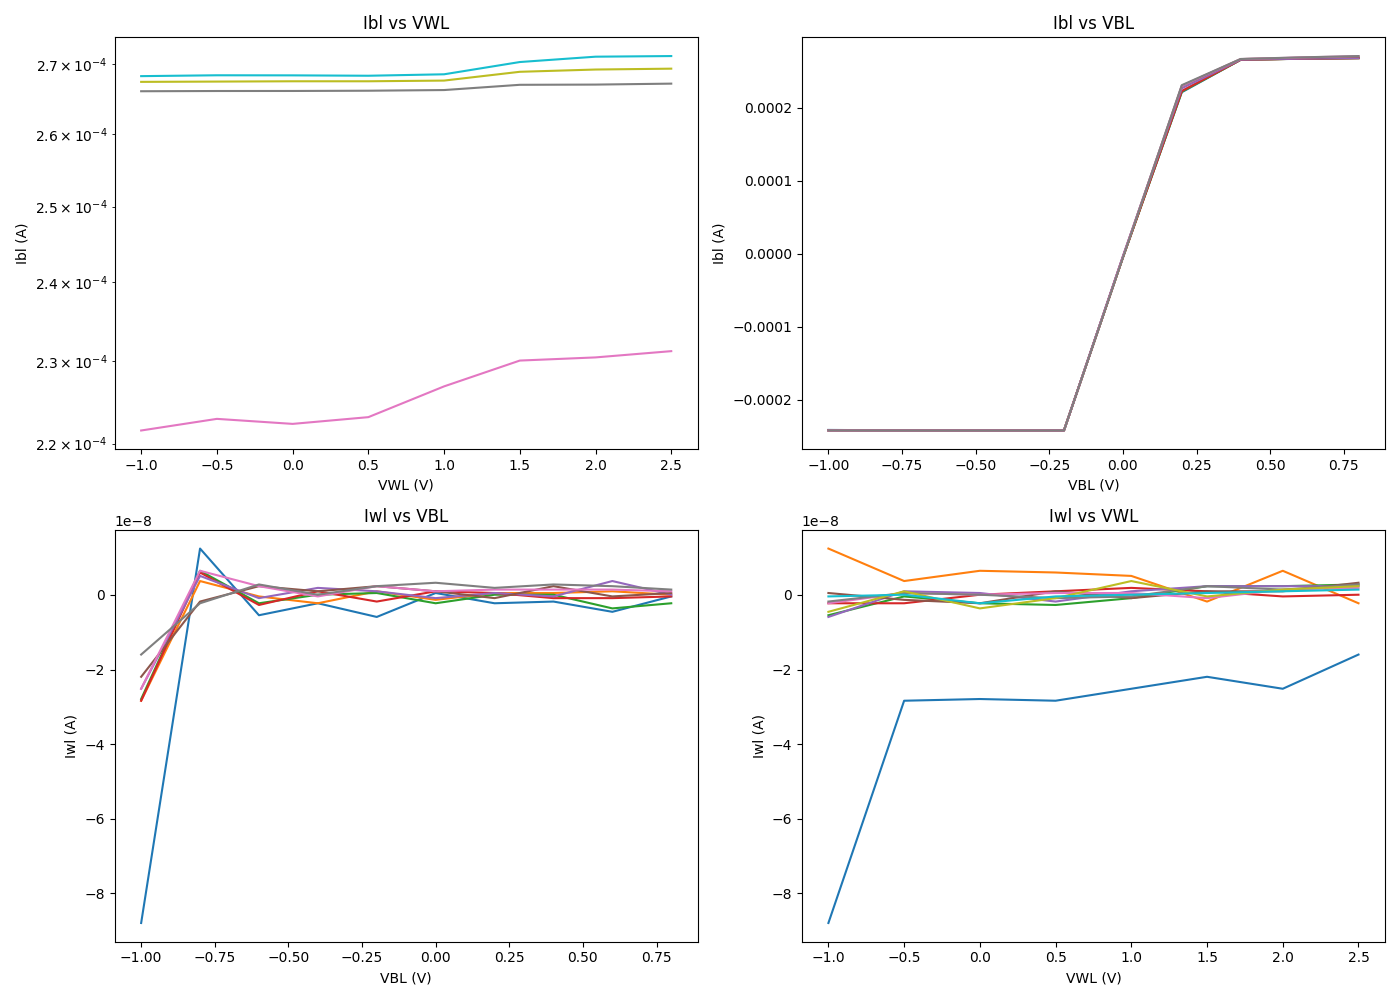 Ibl vs VWL
2.7 × 10⁻⁴
2.6 × 10⁻⁴
2.5 × 10⁻⁴
2.4 × 10⁻⁴
2.3 × 10⁻⁴
2.2 × 10⁻⁴
Ibl (A)
−1.0 −0.5 0.0 0.5 1.0 1.5 2.0 2.5
VWL (V)
Ibl vs VBL
0.0002
0.0001
0.0000
−0.0001
−0.0002
Ibl (A)
−1.00 −0.75 −0.50 −0.25 0.00 0.25 0.50 0.75
VBL (V)
Iwl vs VBL
1e−8
0
−2
−4
−6
−8
Iwl (A)
−1.00 −0.75 −0.50 −0.25 0.00 0.25 0.50 0.75
VBL (V)
Iwl vs VWL
1e−8
0
−2
−4
−6
−8
Iwl (A)
−1.0 −0.5 0.0 0.5 1.0 1.5 2.0 2.5
VWL (V)